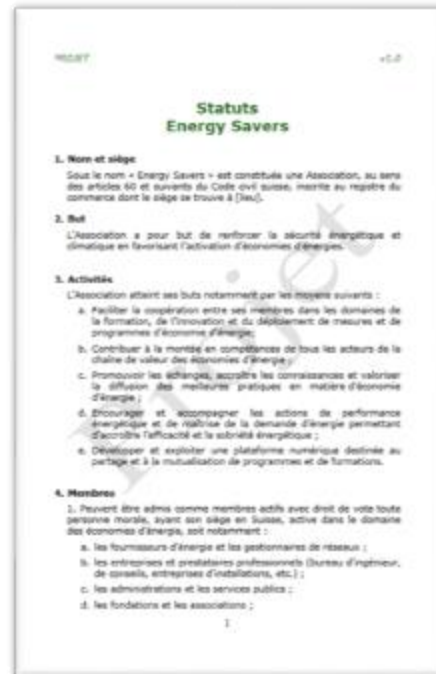 PROJET v1.0
Statuts
Energy Savers
1. Nom et siège
Sous le nom « Energy Savers » est constituée une Association, au sens
des articles 60 et suivants du Code civil suisse, inscrite au registre du
commerce dont le siège se trouve à [lieu].
2. But
L'Association a pour but de renforcer la sécurité énergétique et
climatique en favorisant l'activation d'économies d'énergies.
3. Activités
L'Association atteint ses buts notamment par les moyens suivants :
a. Faciliter la coopération entre ses membres dans les domaines de
la formation, de l'innovation et du déploiement de mesures et de
programmes d'économie d'énergie;
b. Contribuer à la montée en compétences de tous les acteurs de la
chaîne de valeur des économies d'énergie ;
c. Promouvoir les échanges, accroître les connaissances et valoriser
la diffusion des meilleures pratiques en matière d'économie
d'énergie ;
d. Encourager et accompagner les actions de performance
énergétique et de maîtrise de la demande d'énergie permettant
d'accroître l'efficacité et la sobriété énergétique ;
e. Développer et exploiter une plateforme numérique destinée au
partage et à la mutualisation de programmes et de formations.
4. Membres
1. Peuvent être admis comme membres actifs avec droit de vote toute
personne morale, ayant son siège en Suisse, active dans le domaine
des économies d'énergie, soit notamment :
a. les fournisseurs d'énergie et les gestionnaires de réseaux ;
b. les entreprises et prestataires professionnels (bureau d'ingénieur,
de conseils, entreprises d'installations, etc.) ;
c. les administrations et les services publics ;
d. les fondations et les associations ;
1
Projet